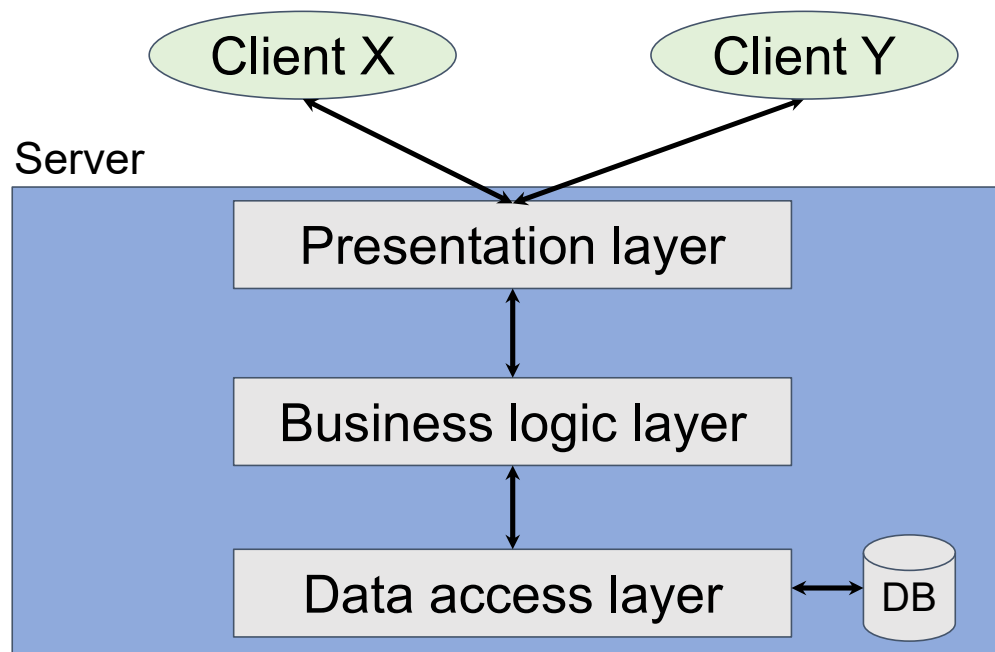 Client X
Client Y
Server
Presentation layer
Business logic layer
Data access layer
DB